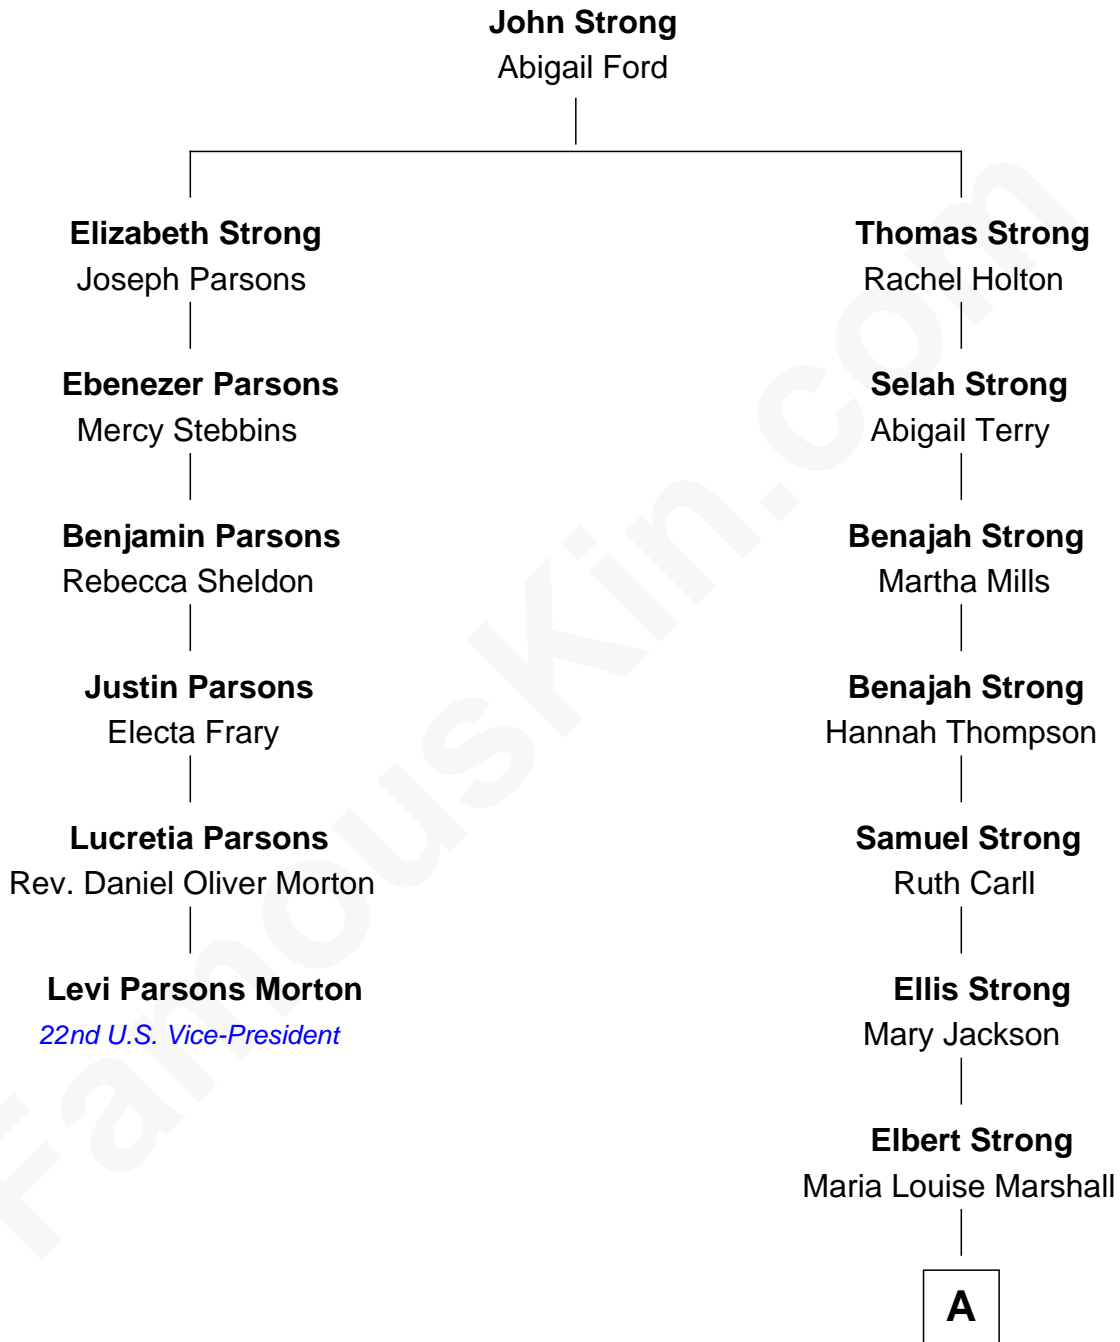 John Strong
Abigail Ford
Elizabeth Strong
Joseph Parsons
Thomas Strong
Rachel Holton
Ebenezer Parsons
Mercy Stebbins
Selah Strong
Abigail Terry
Benjamin Parsons
Rebecca Sheldon
Benajah Strong
Martha Mills
Justin Parsons
Electa Frary
Benajah Strong
Hannah Thompson
Lucretia Parsons
Rev. Daniel Oliver Morton
Samuel Strong
Ruth Carll
Levi Parsons Morton
22nd U.S. Vice-President
Ellis Strong
Mary Jackson
Elbert Strong
Maria Louise Marshall
A
FamousKin.com